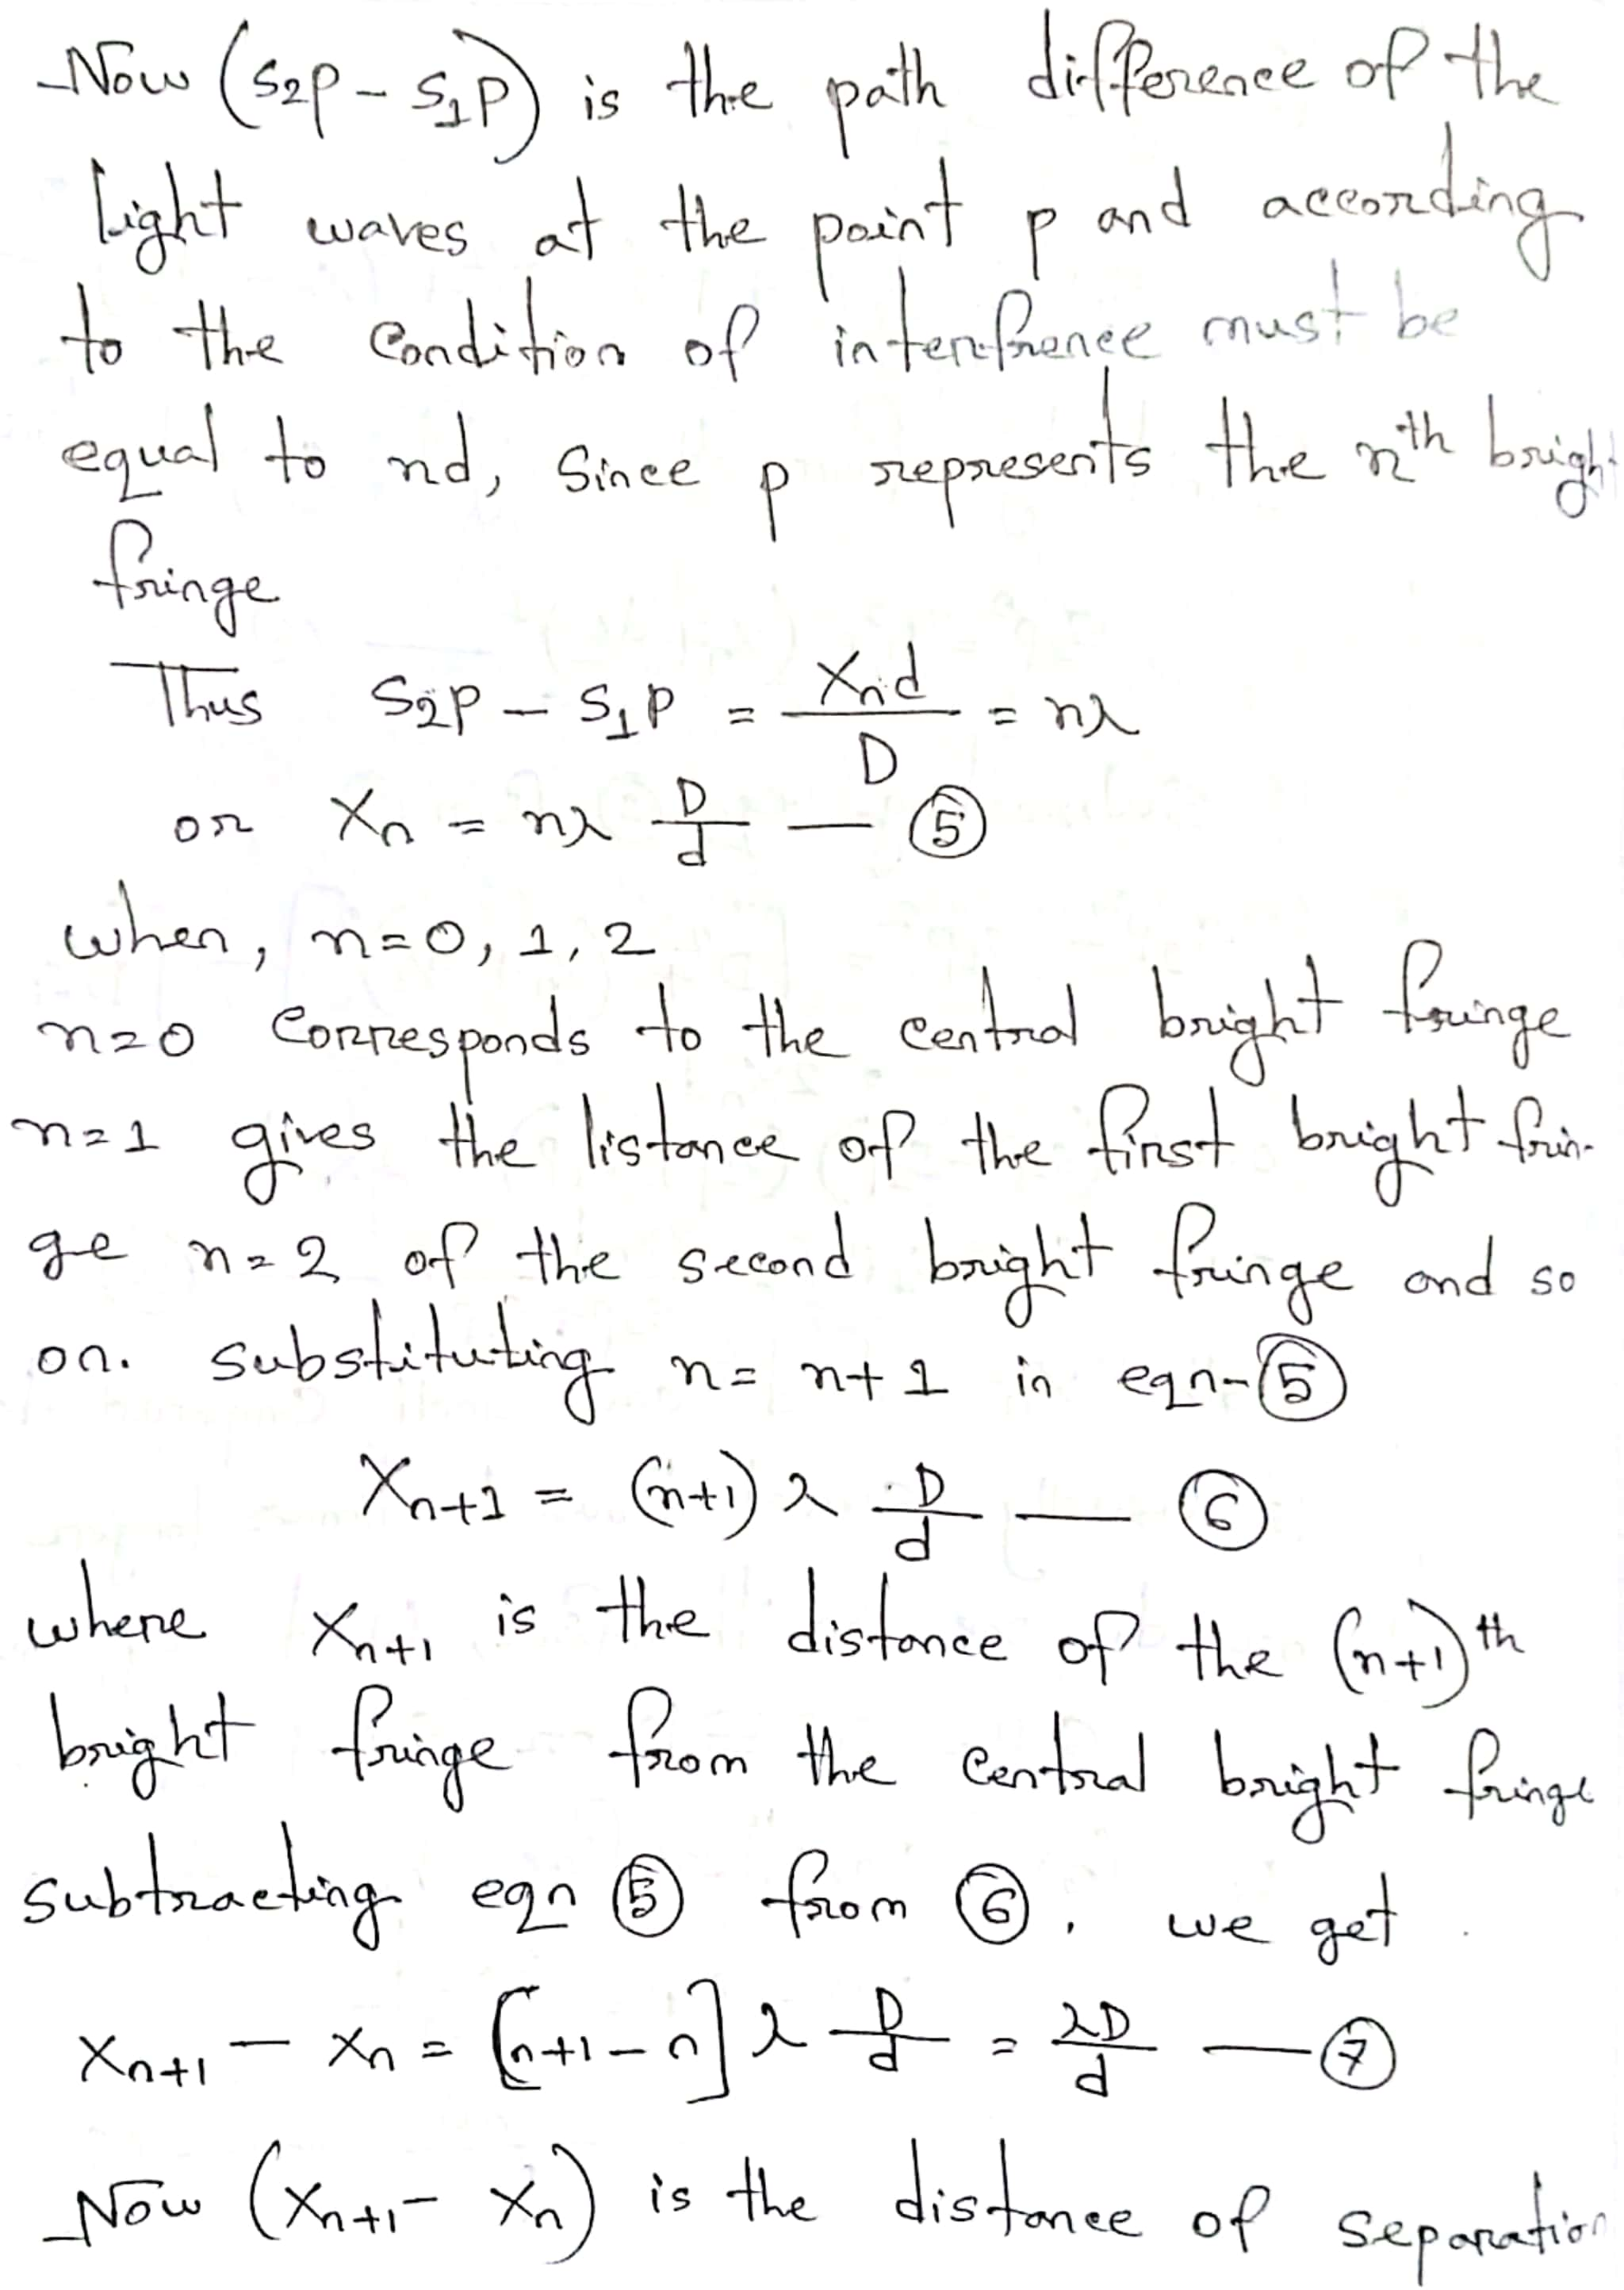 Now (S2p - S1P) is the path difference of the
light waves at the point p and according
to the condition of interfrence must be
equal to nd, Since p represents the nth bright
fringe
Thus S2p - S1P = Xnd / D = nλ
or Xn = nλ D/d — ⑤
when, n=0, 1, 2
n=0 corresponds to the central bright fringe
n=1 gives the listance of the first bright frin-
ge n=2 of the second bright fringe and so
on. substituting n= n+1 in eqn-⑤
Xn+1 = (n+1) λ D/d — ⑥
where Xn+1 is the distance of the (n+1)th
bright fringe from the central bright fringe
subtracting eqn ⑤ from ⑥, we get
Xn+1 - Xn = [n+1-n] λ D/d = λD/d — ⑦
Now (Xn+1 - Xn) is the distance of separation